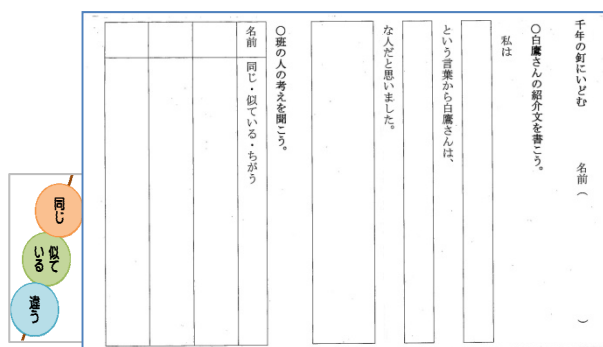 千年の釘にいどむ 名前（ ）
○白鷹さんの紹介文を書こう。
私は
という言葉から白鷹さんは、
な人だと思いました。
○班の人の考えを聞こう。
名前 同じ・似ている・ちがう
同じ
似て
いる
違う